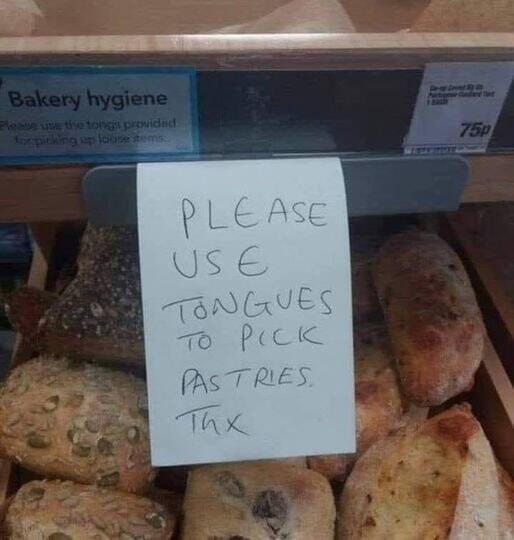 Bakery hygiene
Please use the tongs provided
for picking up loose items.
75p
PLEASE
USE
TONGUES
TO PICK
PASTRIES.
Thx